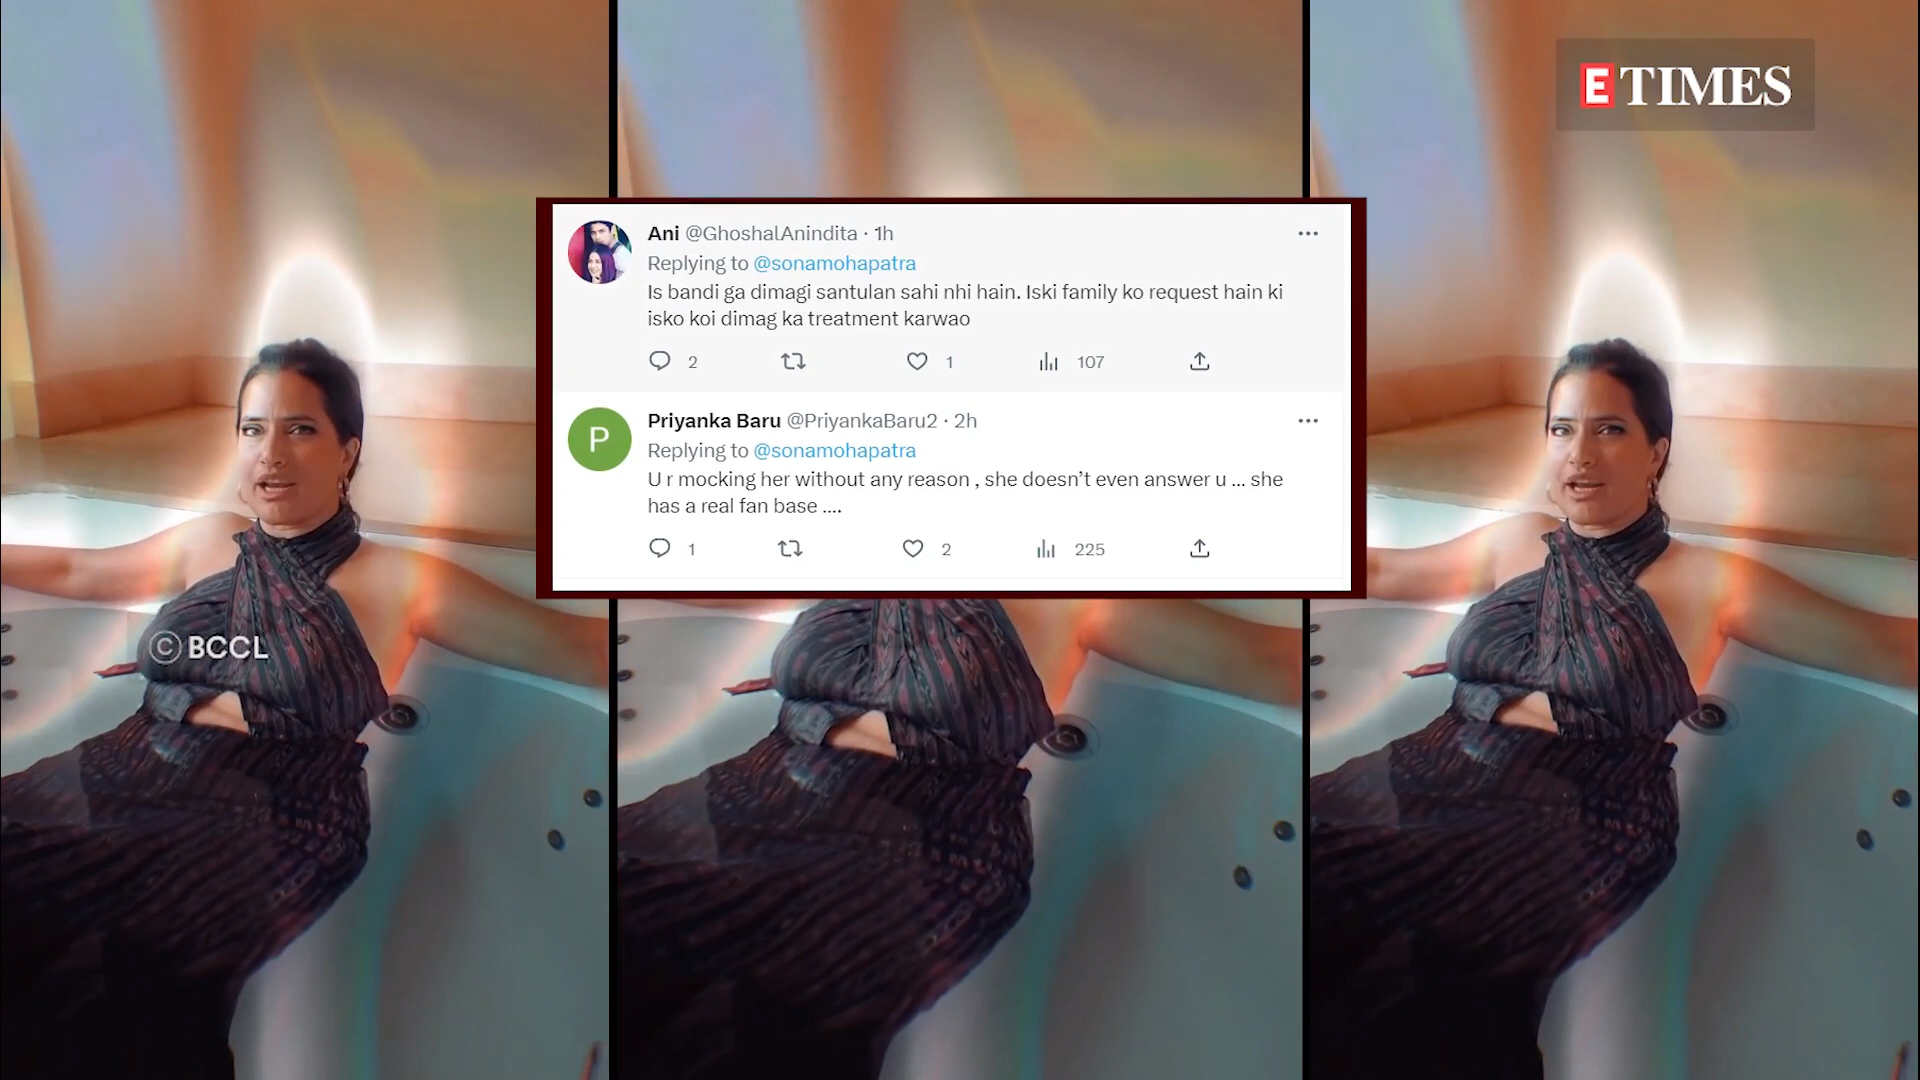 E TIMES
Ani @GhoshalAnindita · 1h
Replying to @sonamohapatra
Is bandi ga dimagi santulan sahi nhi hain. Iski family ko request hain ki
isko koi dimag ka treatment karwao
2 1 107
P
Priyanka Baru @PriyankaBaru2 · 2h
Replying to @sonamohapatra
U r mocking her without any reason , she doesn’t even answer u ... she
has a real fan base ....
1 2 225
© BCCL